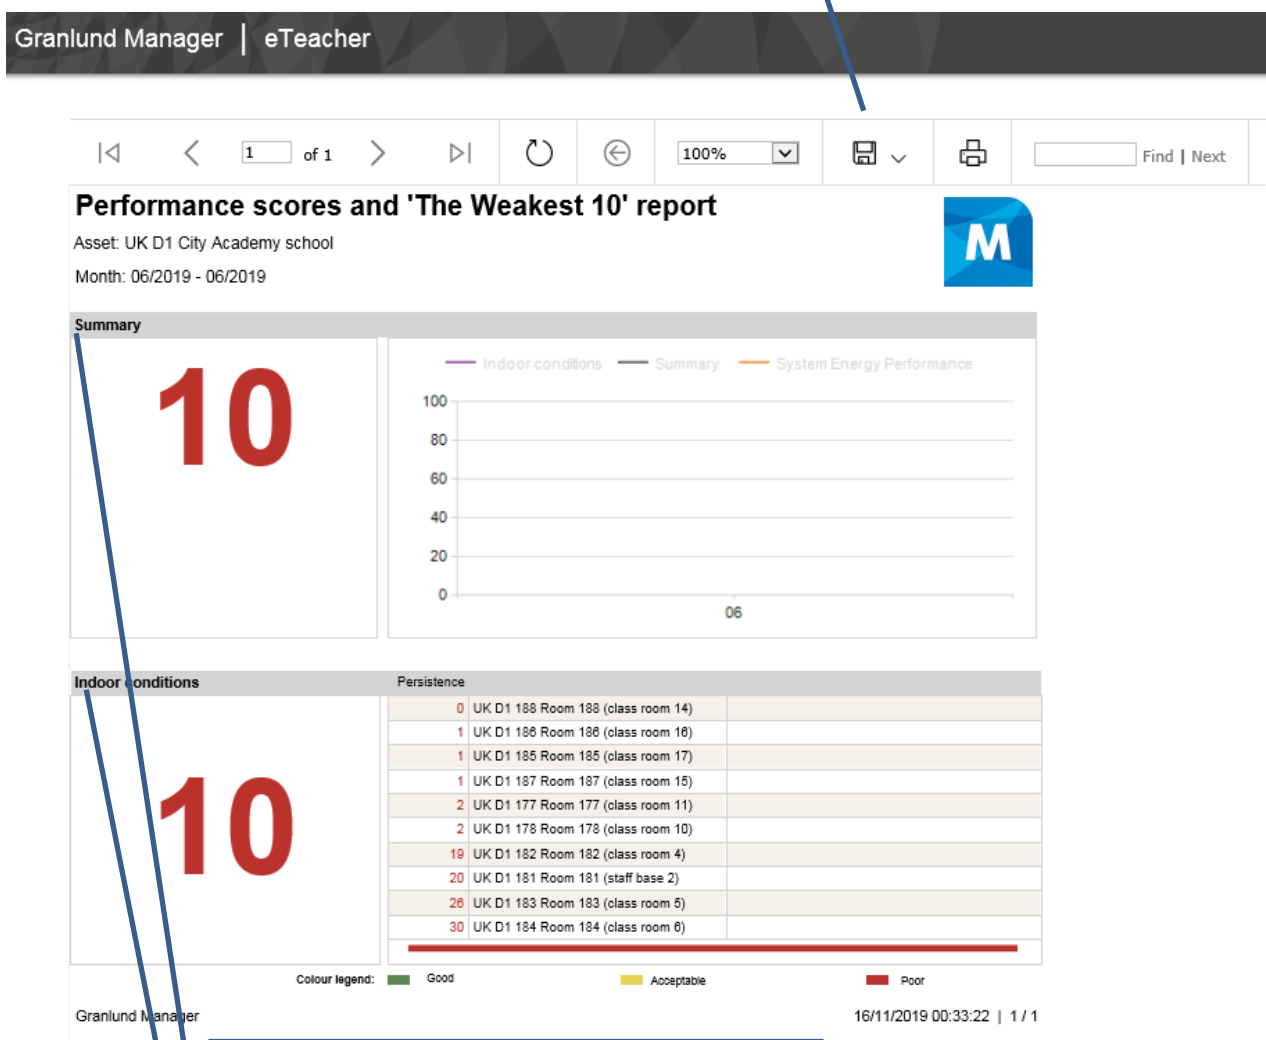 Granlund Manager | eTeacher
1 of 1 100% Find | Next
Performance scores and 'The Weakest 10' report
Asset: UK D1 City Academy school
M
Month: 06/2019 - 06/2019
Summary
10
Indoor conditions Summary System Energy Performance
100
80
60
40
20
0
06
Indoor conditions Persistence
10
0 UK D1 188 Room 188 (class room 14)
1 UK D1 186 Room 186 (class room 16)
1 UK D1 185 Room 185 (class room 17)
1 UK D1 187 Room 187 (class room 15)
2 UK D1 177 Room 177 (class room 11)
2 UK D1 178 Room 178 (class room 10)
19 UK D1 182 Room 182 (class room 4)
20 UK D1 181 Room 181 (staff base 2)
26 UK D1 183 Room 183 (class room 5)
30 UK D1 184 Room 184 (class room 6)
Colour legend: Good Acceptable Poor
Granlund Manager 16/11/2019 00:33:22 | 1 / 1